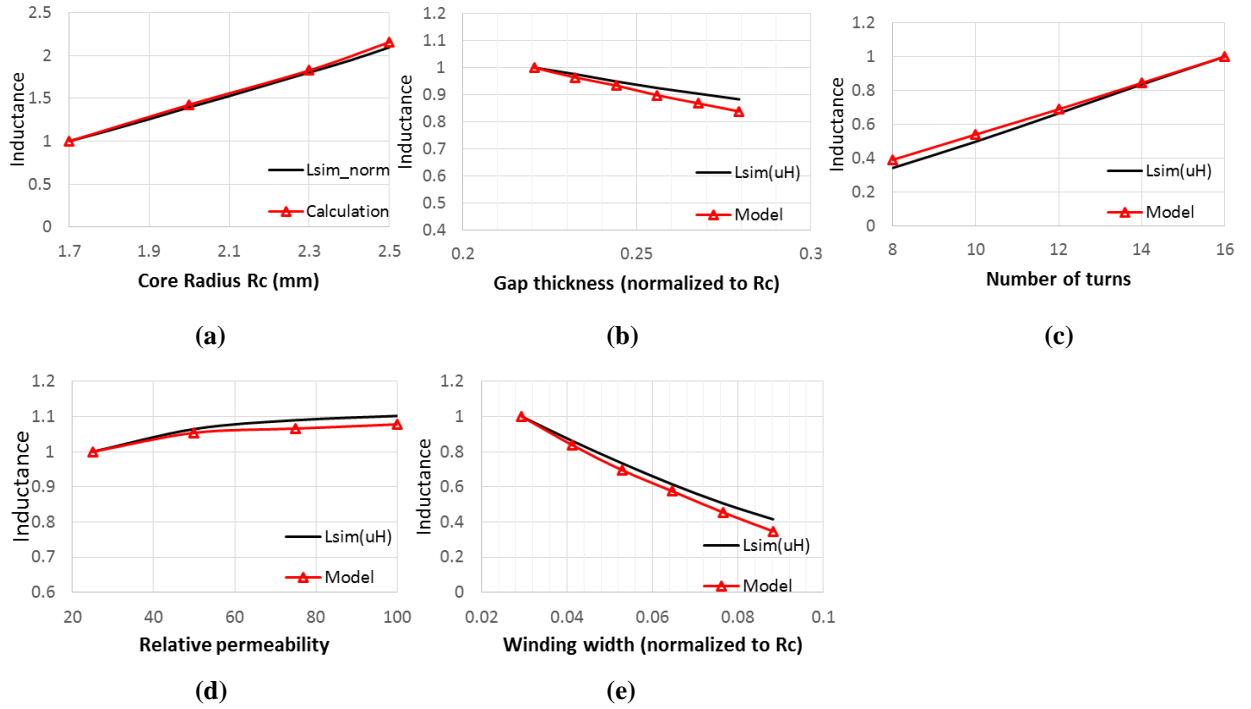 2.5
2
1.5
1
0.5
0
Inductance
Lsim_norm
Calculation
1.7 1.9 2.1 2.3 2.5
Core Radius Rc (mm)
(a)
1.2
1.1
1
0.9
0.8
0.7
0.6
0.5
0.4
Inductance
Lsim(uH)
Model
0.2 0.25 0.3
Gap thickness (normalized to Rc)
(b)
1.2
1
0.8
0.6
0.4
0.2
0
Inductance
Lsim(uH)
Model
8 10 12 14 16
Number of turns
(c)
1.2
1.1
1
0.9
0.8
0.7
0.6
Inductance
Lsim(uH)
Model
20 40 60 80 100
Relative permeability
(d)
1.2
1
0.8
0.6
0.4
0.2
0
Inductance
Lsim(uH)
Model
0.02 0.04 0.06 0.08 0.1
Winding width (normalized to Rc)
(e)